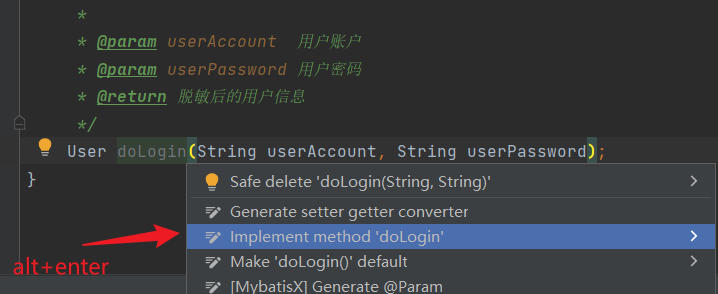 *
* @param userAccount 用户账户
* @param userPassword 用户密码
* @return 脱敏后的用户信息
*/
User doLogin(String userAccount, String userPassword);
}
Safe delete 'doLogin(String, String)'
Generate setter getter converter
Implement method 'doLogin'
alt+enter
Make 'doLogin()' default
[MybatisX] Generate @Param